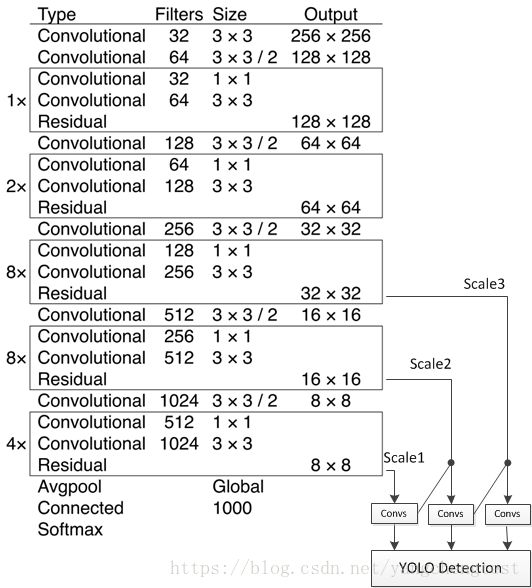 Type Filters Size Output
Convolutional 32 3 × 3 256 × 256
Convolutional 64 3 × 3 / 2 128 × 128
Convolutional 32 1 × 1
1× Convolutional 64 3 × 3
Residual 128 × 128
Convolutional 128 3 × 3 / 2 64 × 64
Convolutional 64 1 × 1
2× Convolutional 128 3 × 3
Residual 64 × 64
Convolutional 256 3 × 3 / 2 32 × 32
Convolutional 128 1 × 1
8× Convolutional 256 3 × 3
Residual 32 × 32
Scale3
Convolutional 512 3 × 3 / 2 16 × 16
Convolutional 256 1 × 1
8× Convolutional 512 3 × 3
Scale2
Residual 16 × 16
Convolutional 1024 3 × 3 / 2 8 × 8
Convolutional 512 1 × 1
4× Convolutional 1024 3 × 3
Residual 8 × 8
Scale1
Avgpool Global
Connected 1000
Softmax
Convs Convs Convs
YOLO Detection
https://blog.csdn.net/